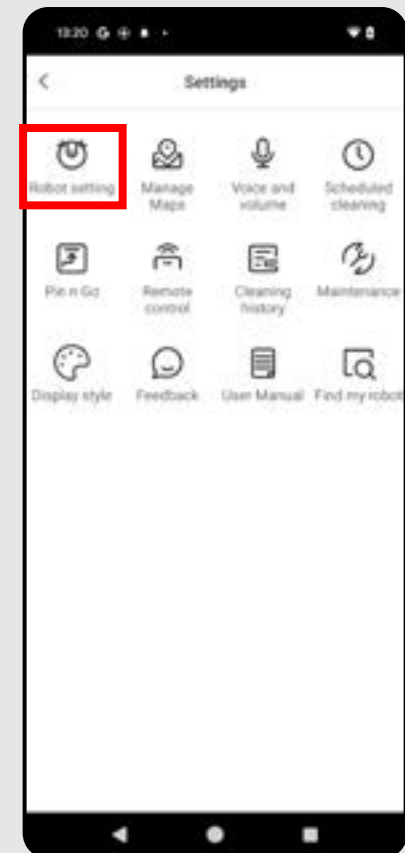 13:20 G
Settings
Robot setting
Manage
Maps
Voice and
volume
Scheduled
cleaning
Pin n Go
Remote
control
Cleaning
history
Maintenance
Display style
Feedback
User Manual
Find my robot